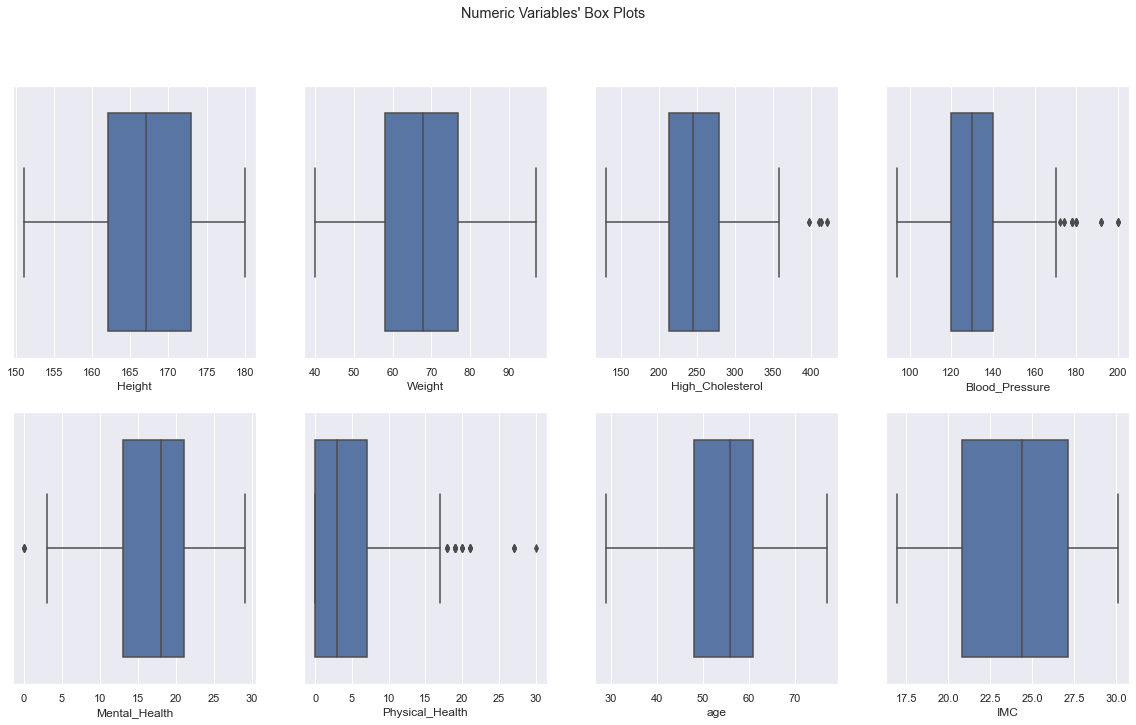 Numeric Variables' Box Plots
150 155 160 165 170 175 180
Height
40 50 60 70 80 90
Weight
150 200 250 300 350 400
High_Cholesterol
100 120 140 160 180 200
Blood_Pressure
0 5 10 15 20 25 30
Mental_Health
0 5 10 15 20 25 30
Physical_Health
30 40 50 60 70
age
17.5 20.0 22.5 25.0 27.5 30.0
IMC